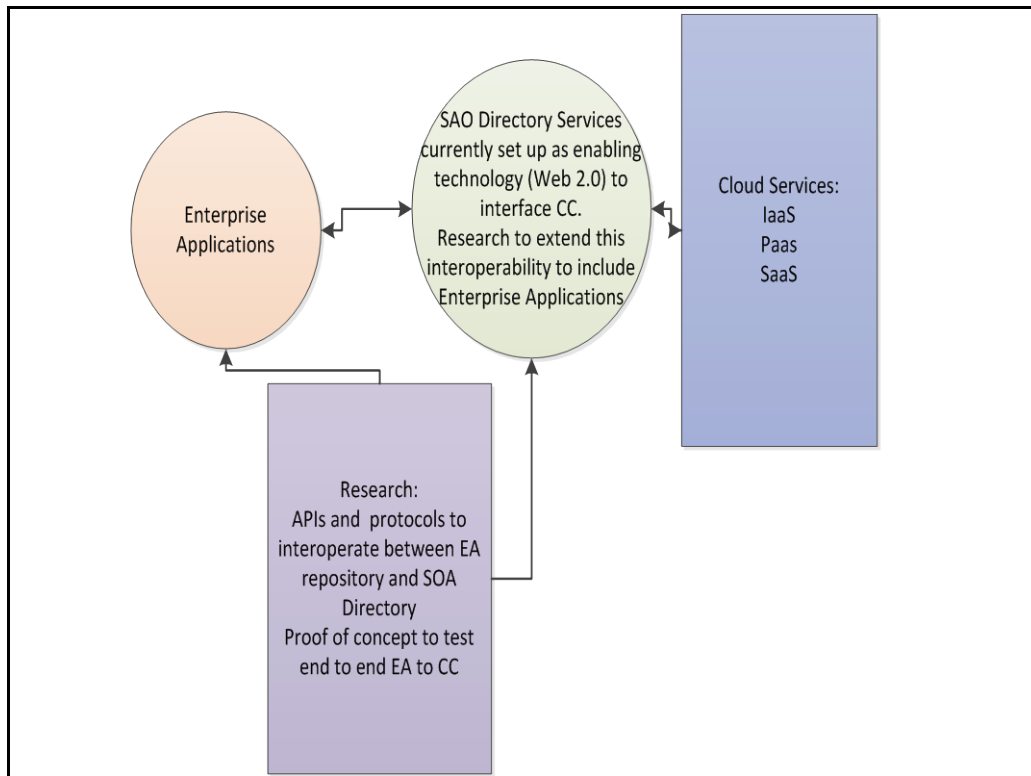 Enterprise
Applications
SAO Directory Services
currently set up as enabling
technology (Web 2.0) to
interface CC.
Research to extend this
interoperability to include
Enterprise Applications
Cloud Services:
IaaS
Paas
SaaS
Research:
APIs and protocols to
interoperate between EA
repository and SOA
Directory
Proof of concept to test
end to end EA to CC